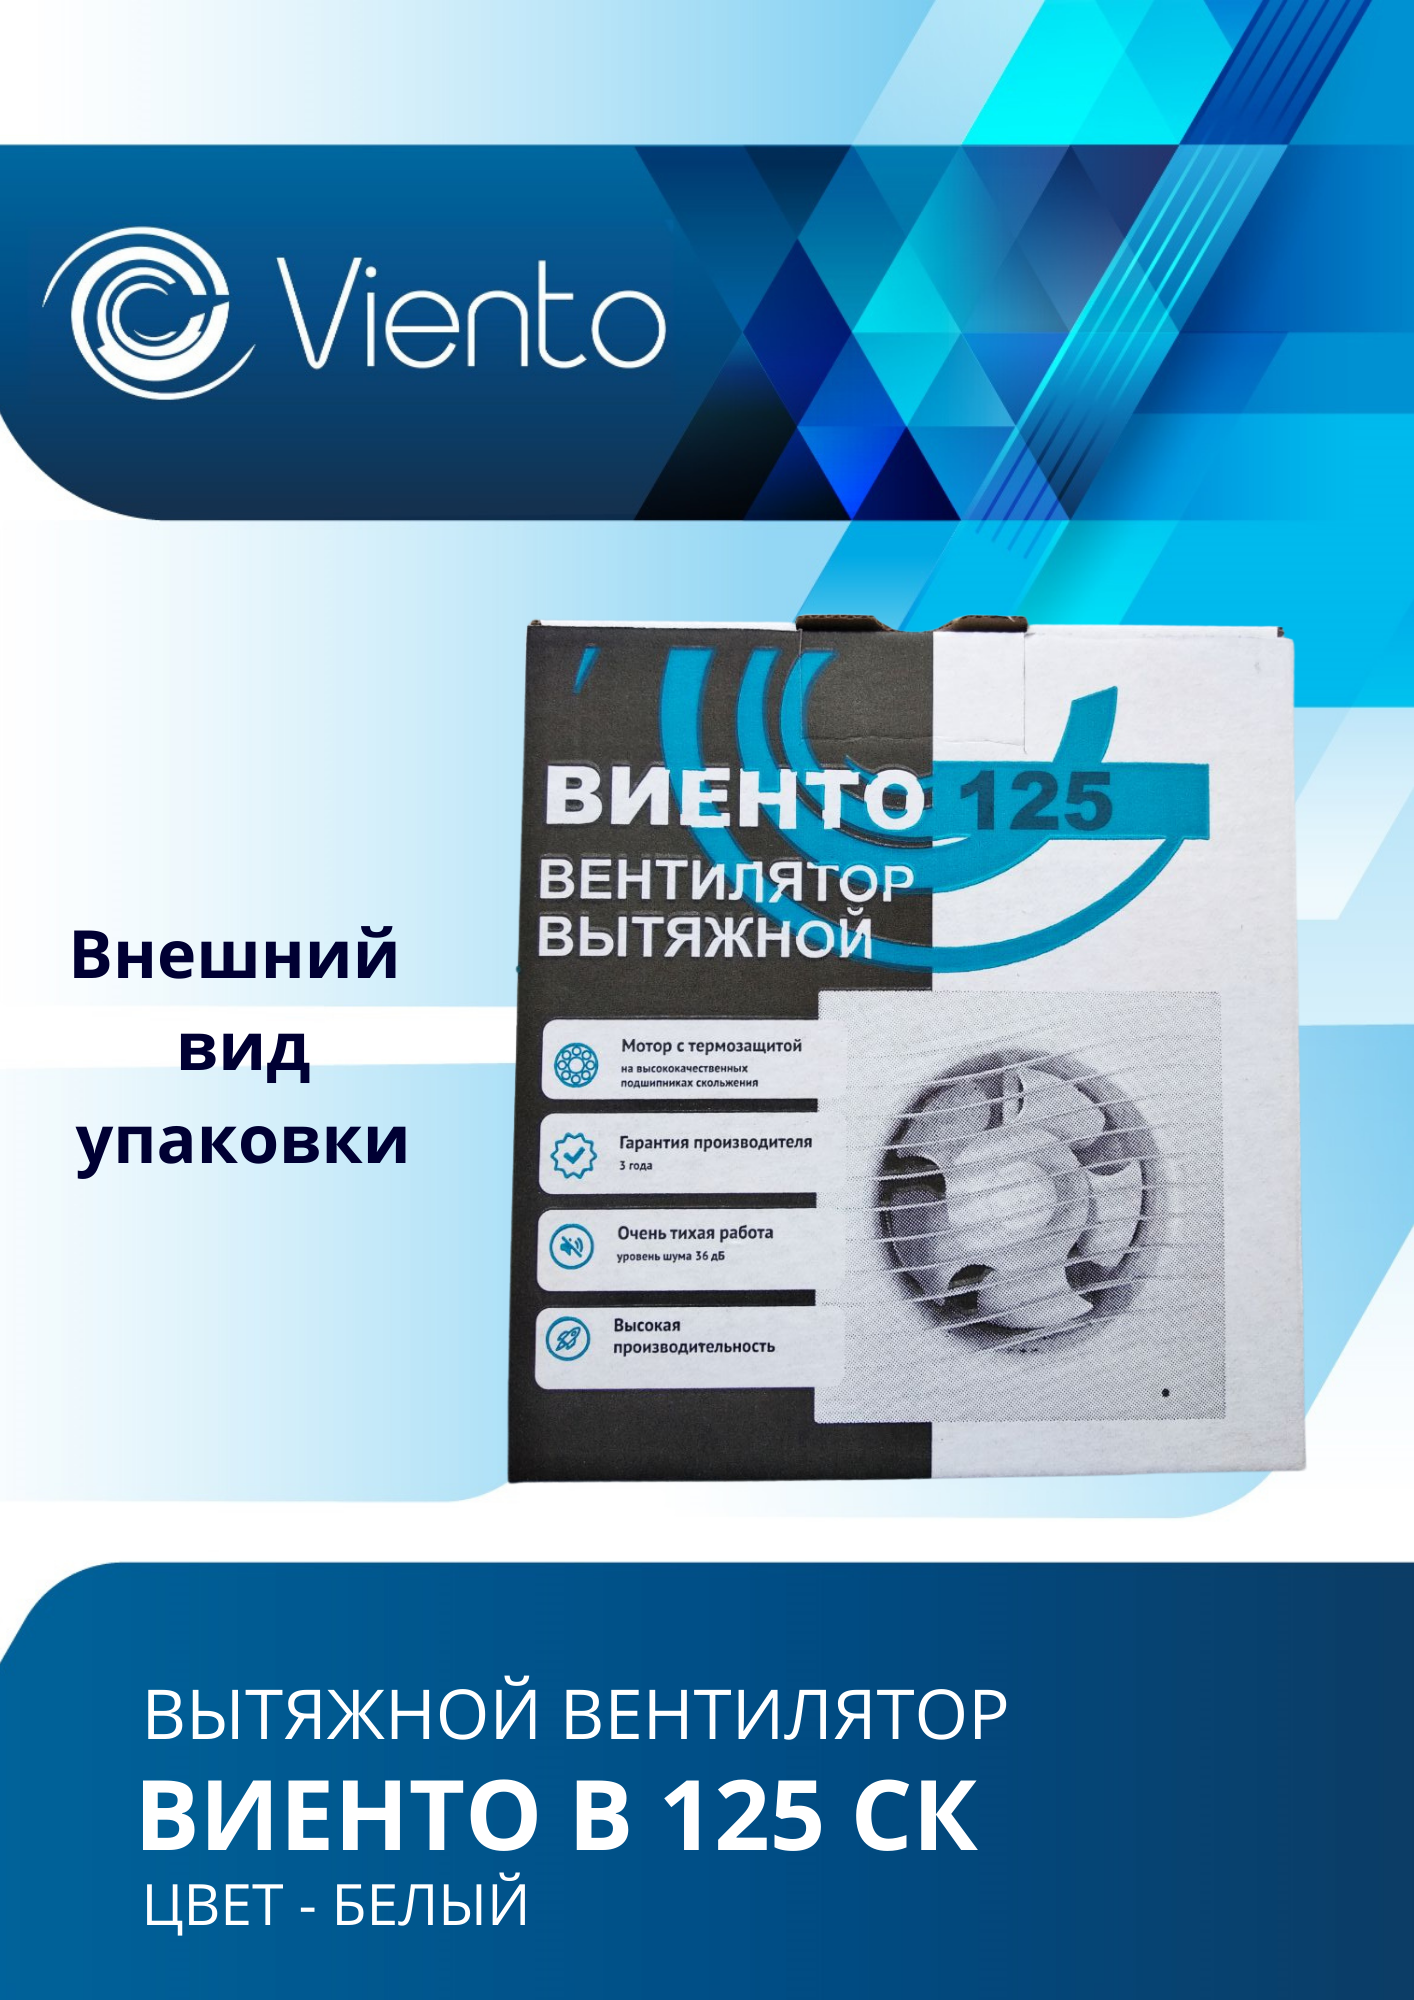 Viento
ВИЕНТО 125
ВЕНТИЛЯТОР
ВЫТЯЖНОЙ
Мотор с термозащитой
на высококачественных
подшипниках скольжения
Гарантия производителя
3 года
Очень тихая работа
уровень шума 36 дБ
Высокая
производительность
Внешний
вид
упаковки
ВЫТЯЖНОЙ ВЕНТИЛЯТОР
ВИЕНТО В 125 СК
ЦВЕТ - БЕЛЫЙ